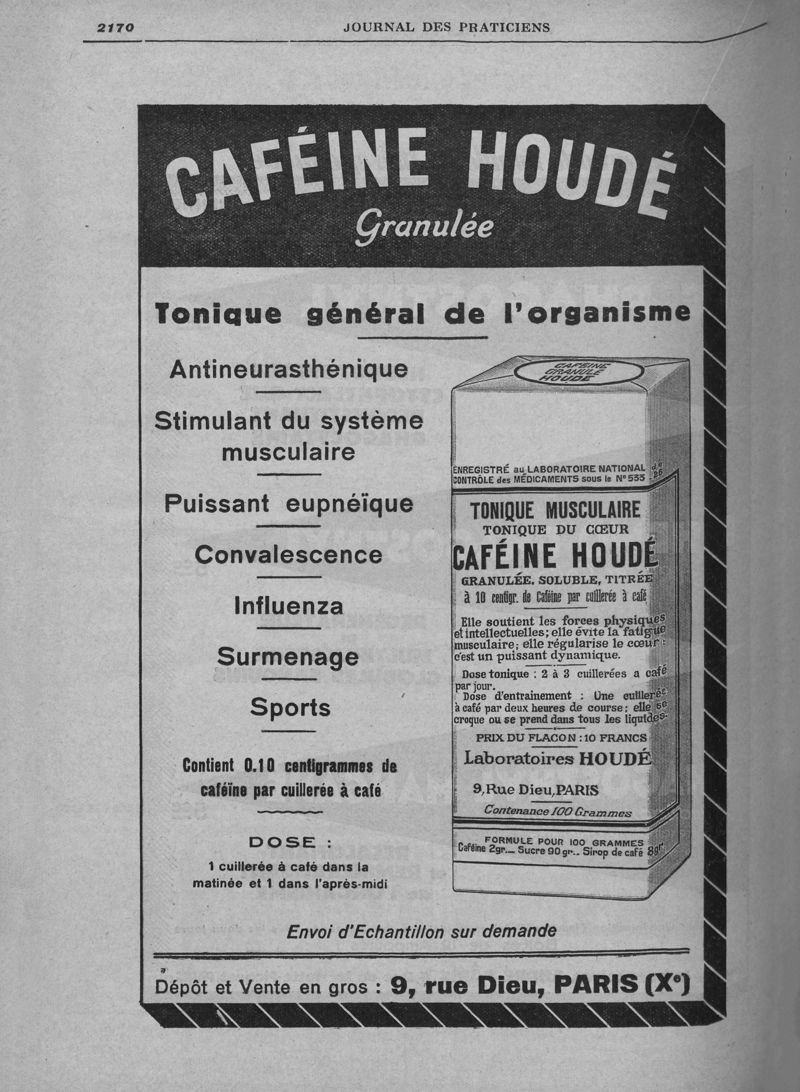 2170
JOURNAL DES PRATICIENS
CAFÉINE HOUDÉ
Granulée
Tonique général de l'organisme
Antineurasthénique
Stimulant du système
musculaire
Puissant eupnéïque
Convalescence
Influenza
Surmenage
Sports
Contient 0.10 centigrammes de
caféïne par cuillerée à café
DOSE :
1 cuillerée à café dans la
matinée et 1 dans l'après-midi
CAFEINE
GRANULÉE
HOUDÉ
ENREGISTRÉ au LABORATOIRE NATIONAL
CONTRÔLE des MÉDICAMENTS sous le N° 533
TONIQUE MUSCULAIRE
TONIQUE DU CŒUR
CAFÉINE HOUDÉ
GRANULÉE, SOLUBLE, TITRÉE
à 10 centigr. de Caféine par cuillerée à café
Elle soutient les forces physiques
et intellectuelles; elle évite la fatigue
musculaire; elle régularise le cœur :
c'est un puissant dynamique.
Dose tonique : 2 à 3 cuillerées a café
par jour.
Dose d'entrainement : Une cuillerée
à café par deux heures de course; elle se
croque ou se prend dans tous les liquides.
PRIX DU FLACON : 10 FRANCS
Laboratoires HOUDÉ
9, Rue Dieu, PARIS
Contenance 100 Grammes
FORMULE POUR 100 GRAMMES
Caféine 2gr._ Sucre 90 gr._ Sirop de café 8gr.
Envoi d'Echantillon sur demande
Dépôt et Vente en gros : 9, rue Dieu, PARIS (Xe)